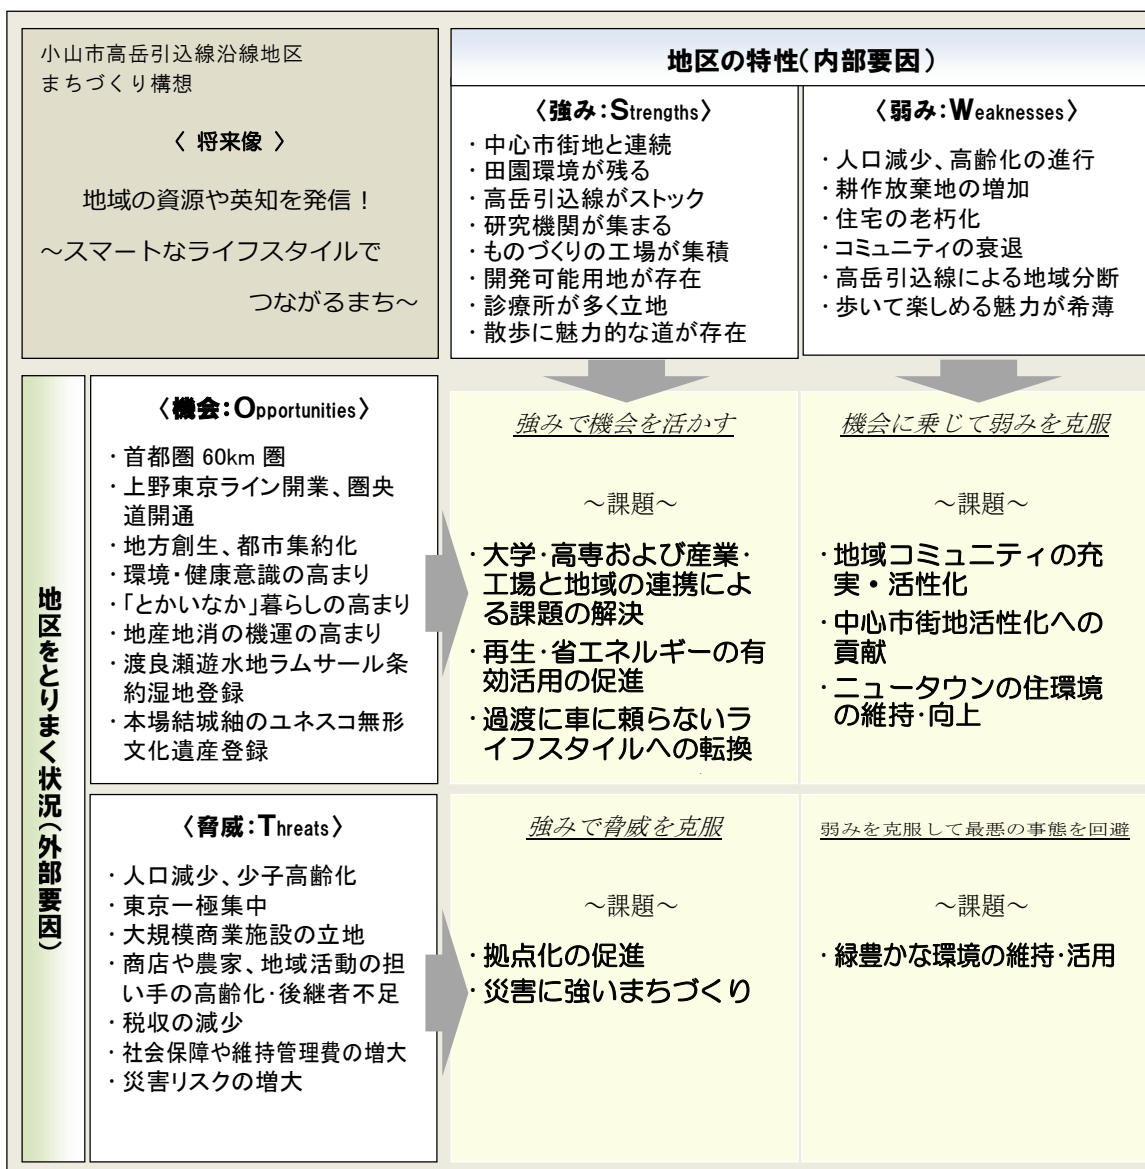 小山市高岳引込線沿線地区
まちづくり構想
〈 将来像 〉
地域の資源や英知を発信！
～スマートなライフスタイルで
つながるまち～
地区の特性(内部要因)
〈強み:Strengths〉
・中心市街地と連続
・田園環境が残る
・高岳引込線がストック
・研究機関が集まる
・ものづくりの工場が集積
・開発可能用地が存在
・診療所が多く立地
・散歩に魅力的な道が存在
〈弱み:Weaknesses〉
・人口減少、高齢化の進行
・耕作放棄地の増加
・住宅の老朽化
・コミュニティの衰退
・高岳引込線による地域分断
・歩いて楽しめる魅力が希薄
地区をとりまく状況(外部要因)
〈機会:Opportunities〉
・首都圏 60km 圏
・上野東京ライン開業、圏央
道開通
・地方創生、都市集約化
・環境・健康意識の高まり
・「とかいなか」暮らしの高まり
・地産地消の機運の高まり
・渡良瀬遊水地ラムサール条
約湿地登録
・本場結城紬のユネスコ無形
文化遺産登録
強みで機会を活かす
～課題～
・大学・高専および産業・
工場と地域の連携によ
る課題の解決
・再生・省エネルギーの有
効活用の促進
・過渡に車に頼らないラ
イフスタイルへの転換
機会に乗じて弱みを克服
～課題～
・地域コミュニティの充
実・活性化
・中心市街地活性化への
貢献
・ニュータウンの住環境
の維持・向上
〈脅威:Threats〉
・人口減少、少子高齢化
・東京一極集中
・大規模商業施設の立地
・商店や農家、地域活動の担
い手の高齢化・後継者不足
・税収の減少
・社会保障や維持管理費の増大
・災害リスクの増大
強みで脅威を克服
～課題～
・拠点化の促進
・災害に強いまちづくり
弱みを克服して最悪の事態を回避
～課題～
・緑豊かな環境の維持・活用